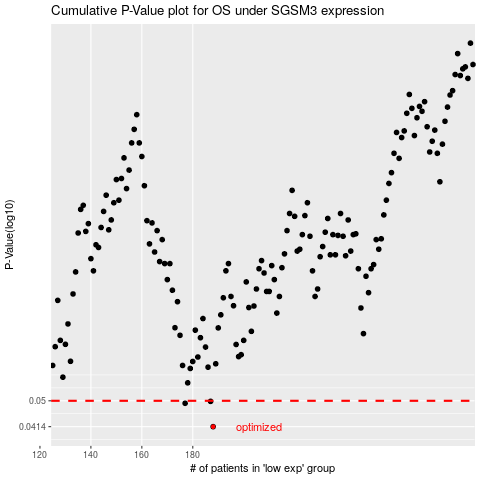 Cumulative P-Value plot for OS under SGSM3 expression
P-Value(log10)
0.05
0.0414
optimized
120 140 160 180
# of patients in 'low exp' group